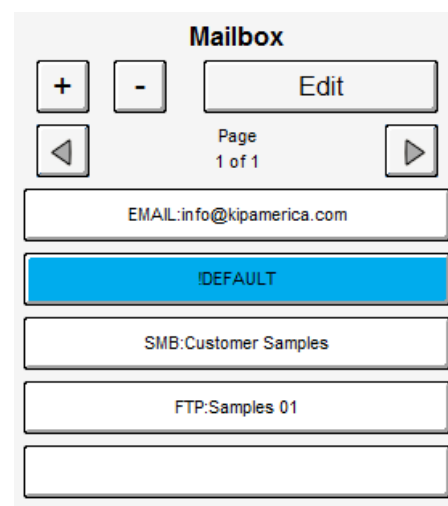 Mailbox
+ - Edit
Page
1 of 1
EMAIL:info@kipamerica.com
!DEFAULT
SMB:Customer Samples
FTP:Samples 01